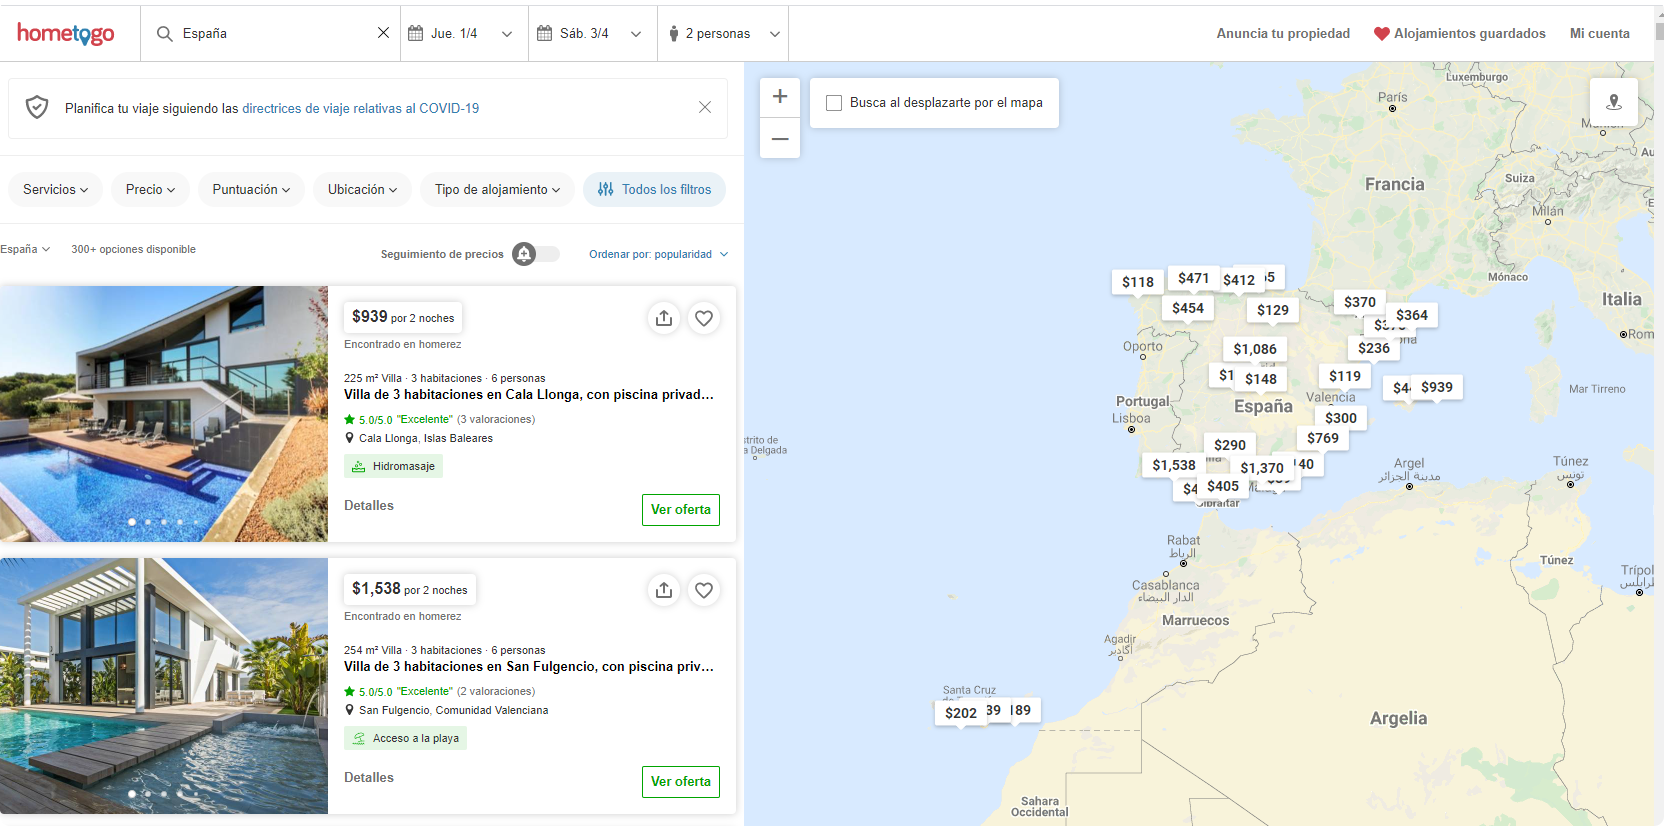 hometogo
España
Jue. 1/4
Sáb. 3/4
2 personas
Anuncia tu propiedad
Alojamientos guardados
Mi cuenta
Planifica tu viaje siguiendo las directrices de viaje relativas al COVID-19
Servicios
Precio
Puntuación
Ubicación
Tipo de alojamiento
Todos los filtros
España
300+ opciones disponible
Seguimiento de precios
Ordenar por: popularidad
$939 por 2 noches
Encontrado en homerez
225 m² Villa · 3 habitaciones · 6 personas
Villa de 3 habitaciones en Cala Llonga, con piscina privad...
5.0/5.0 "Excelente" (3 valoraciones)
Cala Llonga, Islas Baleares
Hidromasaje
Detalles
Ver oferta
$1,538 por 2 noches
Encontrado en homerez
254 m² Villa · 3 habitaciones · 6 personas
Villa de 3 habitaciones en San Fulgencio, con piscina priv...
5.0/5.0 "Excelente" (2 valoraciones)
San Fulgencio, Comunidad Valenciana
Acceso a la playa
Detalles
Ver oferta
+
Busca al desplazarte por el mapa
−
Luxemburgo
París
Francia
Suiza
Milán
Mónaco
Italia
$118
$471
$412
$454
$129
$370
$364
$236
Oporto
$1,086
$148
$119
$939
Mar Tirreno
Portugal
Lisboa
España
Valencia
$300
$769
$290
$1,538
$1,370
$405
Gibraltar
Argel
مدينة الجزائر
Túnez
تونس
Rabat
الرباط
Casablanca
الدار البيضاء
Marruecos
Túnez
Agadir
أكادير
Santa Cruz
$202
Argelia
Sahara
Occidental